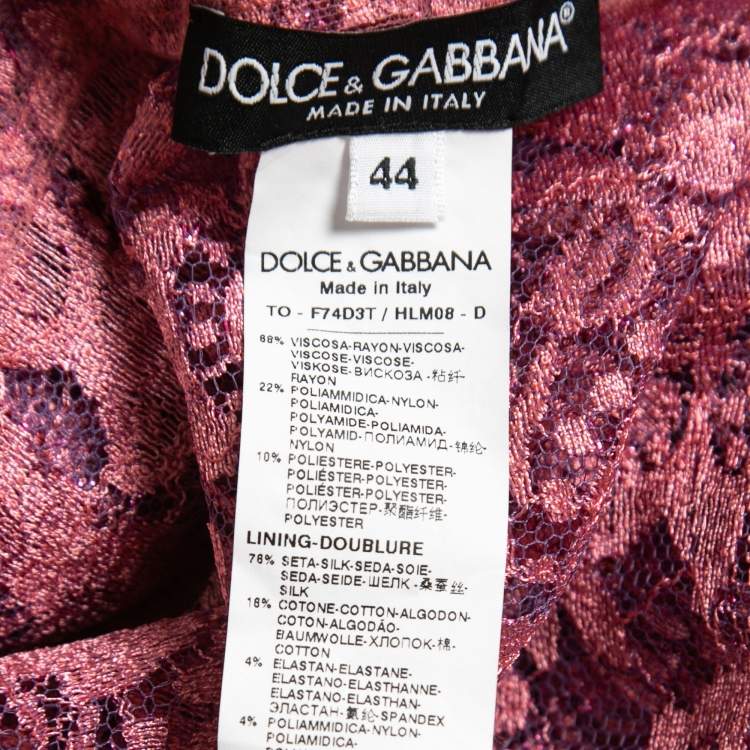 DOLCE & GABBANA®
MADE IN ITALY
44
DOLCE & GABBANA
Made in Italy
TO - F74D3T / HLM08 - D
68% VISCOSA-RAYON-VISCOSA-
VISCOSE-VISCOSE-
VISKOSE-ВИСКОЗА-粘纤-
RAYON
22% POLIAMMIDICA-NYLON-
POLIAMIDICA-
POLYAMIDE-POLIAMIDA-
POLYAMID-ПОЛИАМИД-锦纶-
NYLON
10% POLIESTERE-POLYESTER-
POLIÉSTER-POLYESTER-
POLIÉSTER-POLYESTER-
ПОЛИЭСТЕР-聚酯纤维-
POLYESTER
LINING-DOUBLURE
76% SETA-SILK-SEDA-SOIE-
SEDA-SEIDE-ШЕЛК-桑蚕丝-
SILK
16% COTONE-COTTON-ALGODON-
COTON-ALGODÃO-
BAUMWOLLE-ХЛОПОК-棉-
COTTON
4% ELASTAN-ELASTANE-
ELASTANO-ELASTHANNE-
ELASTANO-ELASTHAN-
ЭЛАСТАН-氨纶-SPANDEX
4% POLIAMMIDICA-NYLON-
POLIAMIDICA-